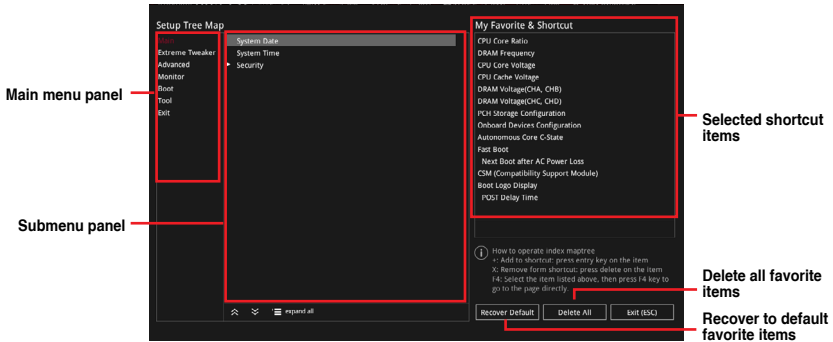 Setup Tree Map
Main
Extreme Tweaker
Advanced
Monitor
Boot
Tool
Exit
System Date
System Time
Security
expand all
My Favorite & Shortcut
CPU Core Ratio
DRAM Frequency
CPU Core Voltage
CPU Cache Voltage
DRAM Voltage(CHA, CHB)
DRAM Voltage(CHC, CHD)
PCH Storage Configuration
Onboard Devices Configuration
Autonomous Core C-State
Fast Boot
Next Boot after AC Power Loss
CSM (Compatibility Support Module)
Boot Logo Display
POST Delay Time
How to operate index maptree
+: Add to shortcut: press entry key on the item
X: Remove form shortcut: press delete on the item
F4: Select the item listed above, then press F4 key to
go to the page directly.
Recover Default
Delete All
Exit (ESC)
Main menu panel
Submenu panel
Selected shortcut
items
Delete all favorite
items
Recover to default
favorite items